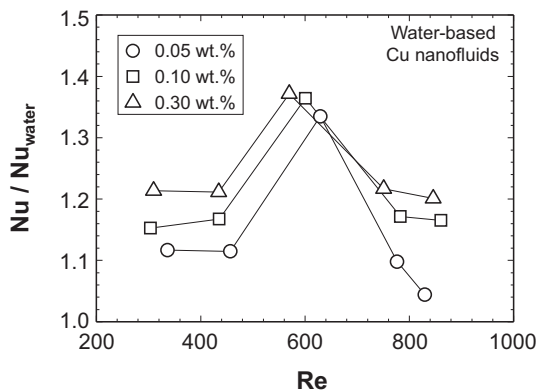 1.5
1.4
1.3
1.2
1.1
1.0
Nu / Nu_water
0.05 wt.%
0.10 wt.%
0.30 wt.%
Water-based
Cu nanofluids
200
400
600
800
1000
Re